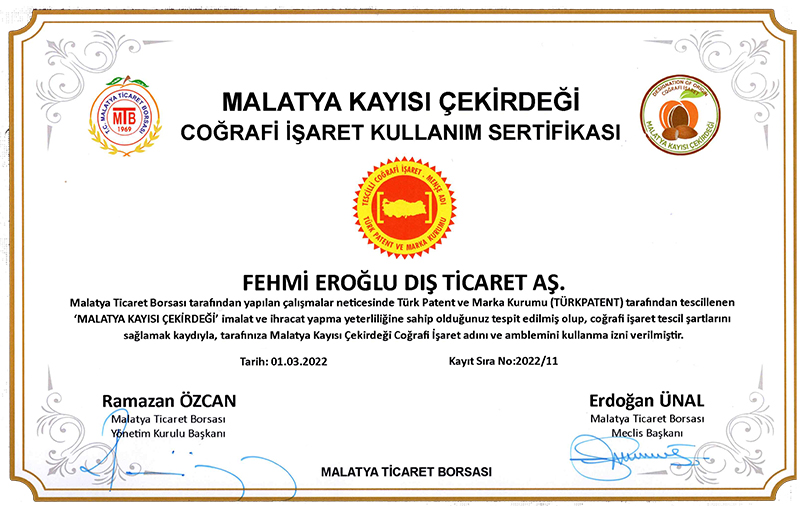 MALATYA KAYISI ÇEKİRDEĞİ
COĞRAFİ İŞARET KULLANIM SERTİFİKASI
T.C. MALATYA TİCARET BORSASI
MTB
1969
DESIGNATION OF ORIGIN
COĞRAFİ İŞARET
MALATYA KAYISI ÇEKİRDEĞİ
TESCİLLİ COĞRAFİ İŞARET - MENŞE ADI
TÜRK PATENT VE MARKA KURUMU
FEHMİ EROĞLU DIŞ TİCARET AŞ.
Malatya Ticaret Borsası tarafından yapılan çalışmalar neticesinde Türk Patent ve Marka Kurumu (TÜRKPATENT) tarafından tescillenen
‘MALATYA KAYISI ÇEKİRDEĞİ’ imalat ve ihracat yapma yeterliliğine sahip olduğunuz tespit edilmiş olup, coğrafi işaret tescil şartlarını
sağlamak kaydıyla, tarafınıza Malatya Kayısı Çekirdeği Coğrafi İşaret adını ve amblemini kullanma izni verilmiştir.
Tarih: 01.03.2022 Kayıt Sıra No:2022/11
Ramazan ÖZCAN
Malatya Ticaret Borsası
Yönetim Kurulu Başkanı
Erdoğan ÜNAL
Malatya Ticaret Borsası
Meclis Başkanı
MALATYA TİCARET BORSASI